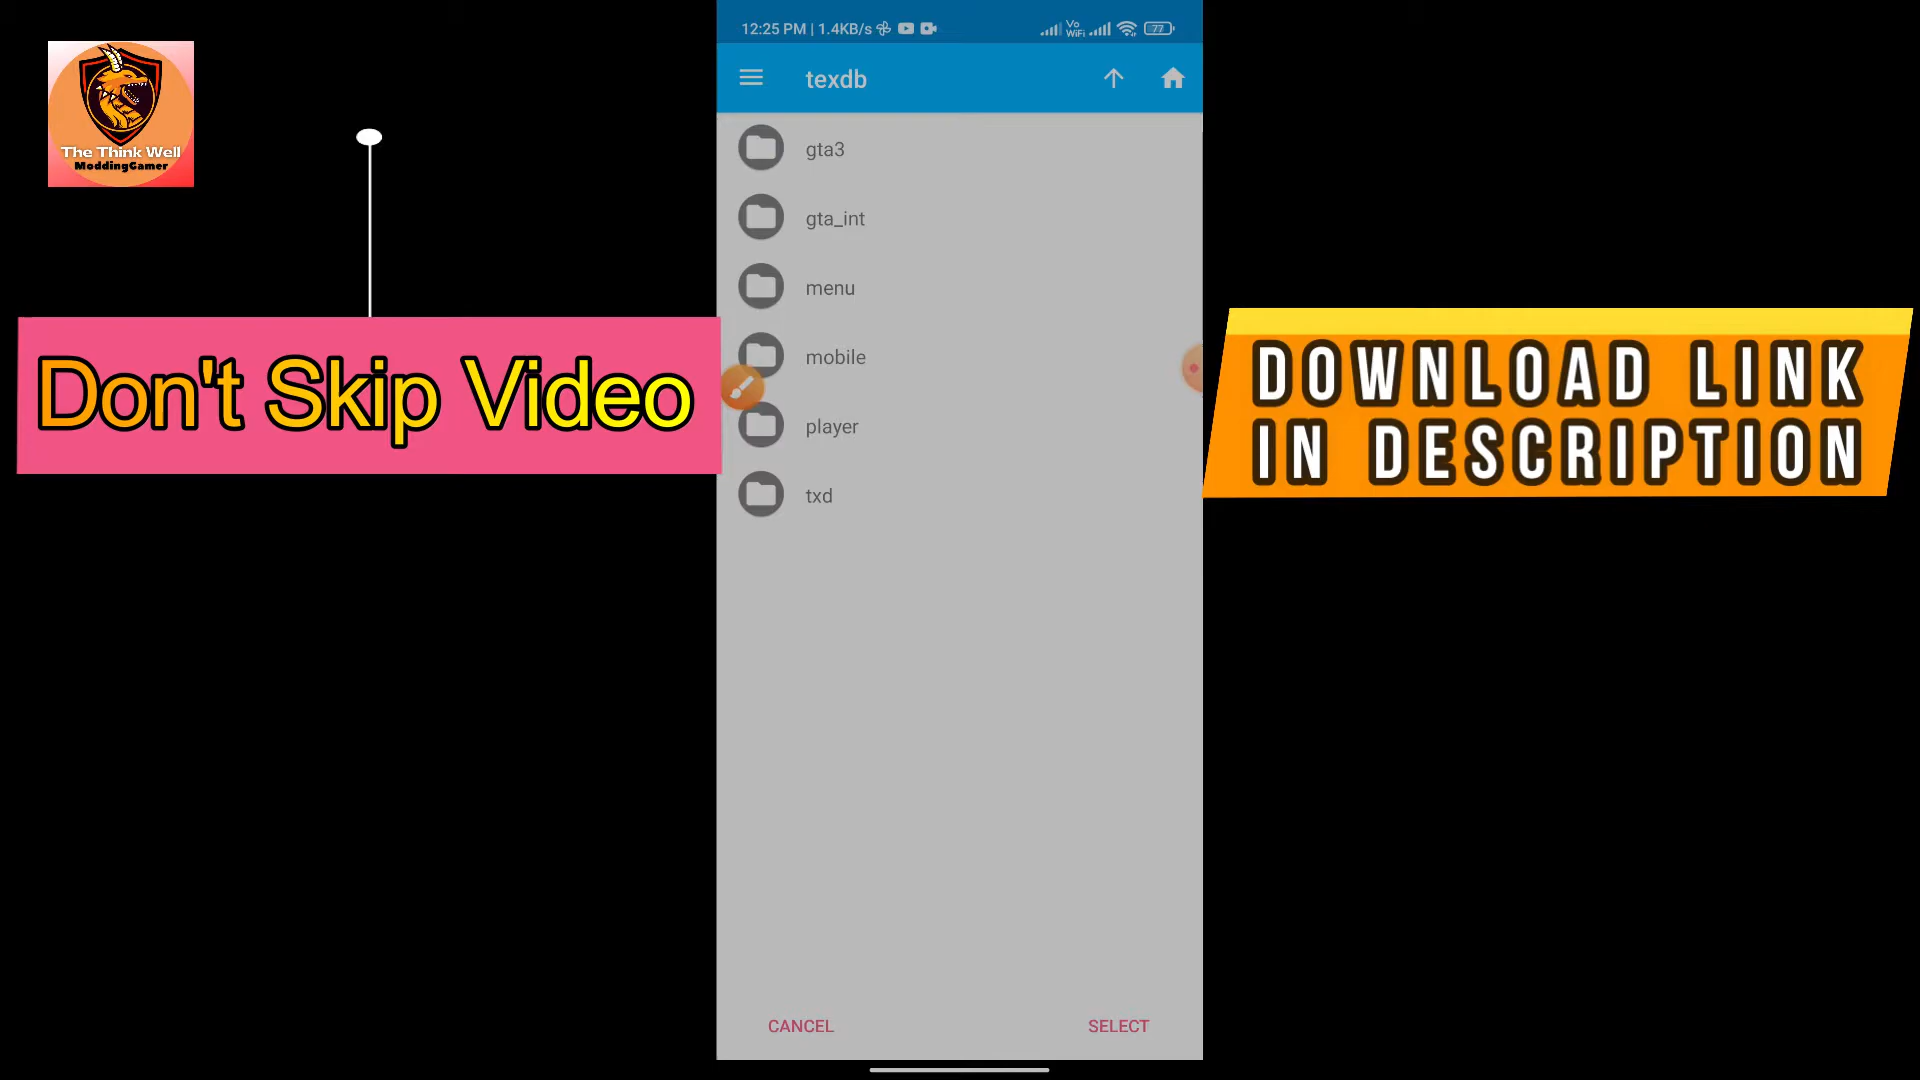 12:25 PM | 1.4KB/s
Vo
WiFi
77
texdb
The Think Well
ModdingGamer
gta3
gta_int
menu
mobile
player
txd
Don't Skip Video
DOWNLOAD LINK
IN DESCRIPTION
CANCEL
SELECT